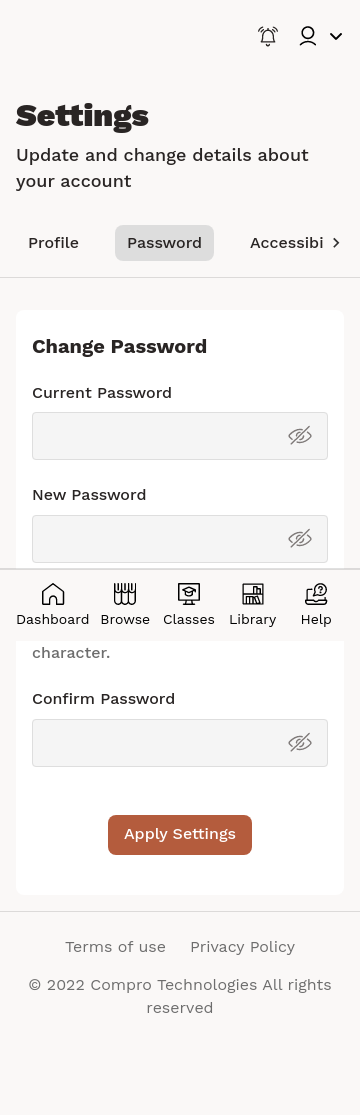 Settings
Update and change details about
your account
Profile Password Accessibi
Change Password
Current Password
New Password
Dashboard Browse Classes Library Help
character.
Confirm Password
Apply Settings
Terms of use Privacy Policy
© 2022 Compro Technologies All rights
reserved